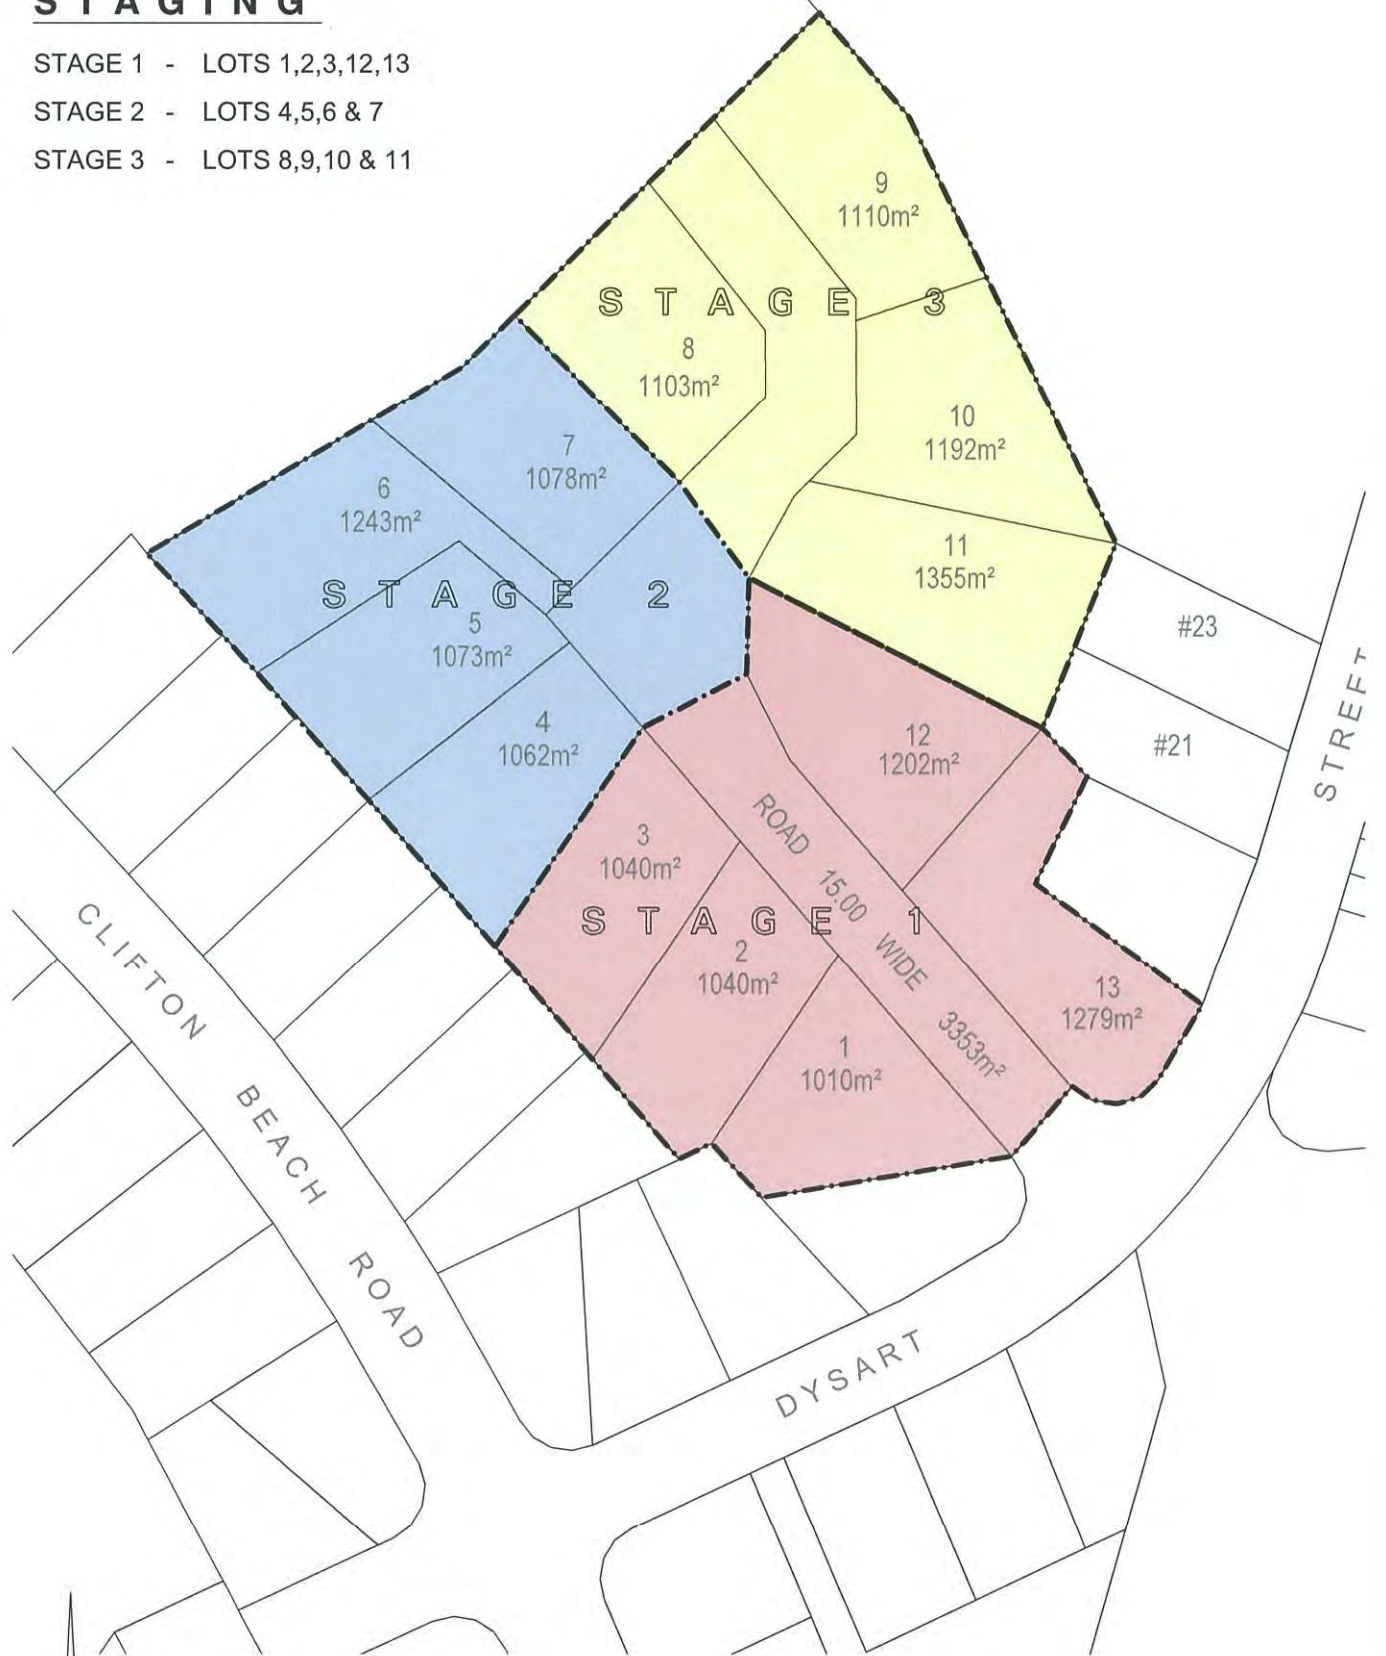 STAGING
STAGE 1 - LOTS 1,2,3,12,13
STAGE 2 - LOTS 4,5,6 & 7
STAGE 3 - LOTS 8,9,10 & 11
9
1110m²
STAGE 3
8
1103m²
10
1192m²
7
1078m²
6
1243m²
11
1355m²
STAGE 2
5
1073m²
#23
4
1062m²
12
1202m²
#21
STREET
3
1040m²
ROAD 15.00 WIDE 3353m²
STAGE 1
2
1040m²
13
1279m²
1
1010m²
CLIFTON BEACH ROAD
DYSART